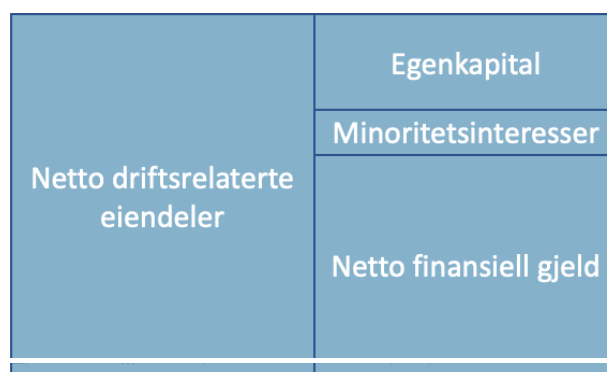 Netto driftsrelaterte
eiendeler
Egenkapital
Minoritetsinteresser
Netto finansiell gjeld